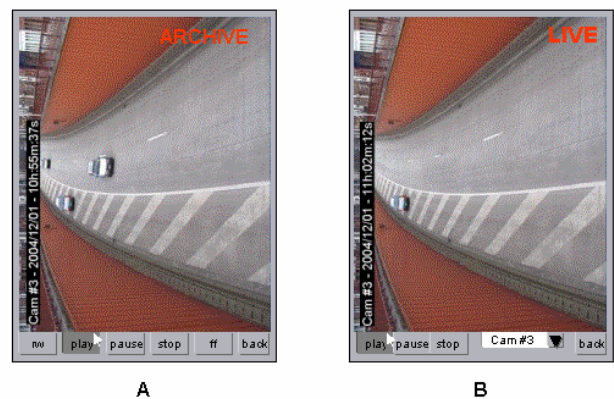 ARCHIVE
Cam #3 - 2004/12/01 - 10h:55m:37s
rw play pause stop ff back
A
LIVE
Cam #3 - 2004/12/01 - 11h:02m:12s
play pause stop Cam #3 back
B